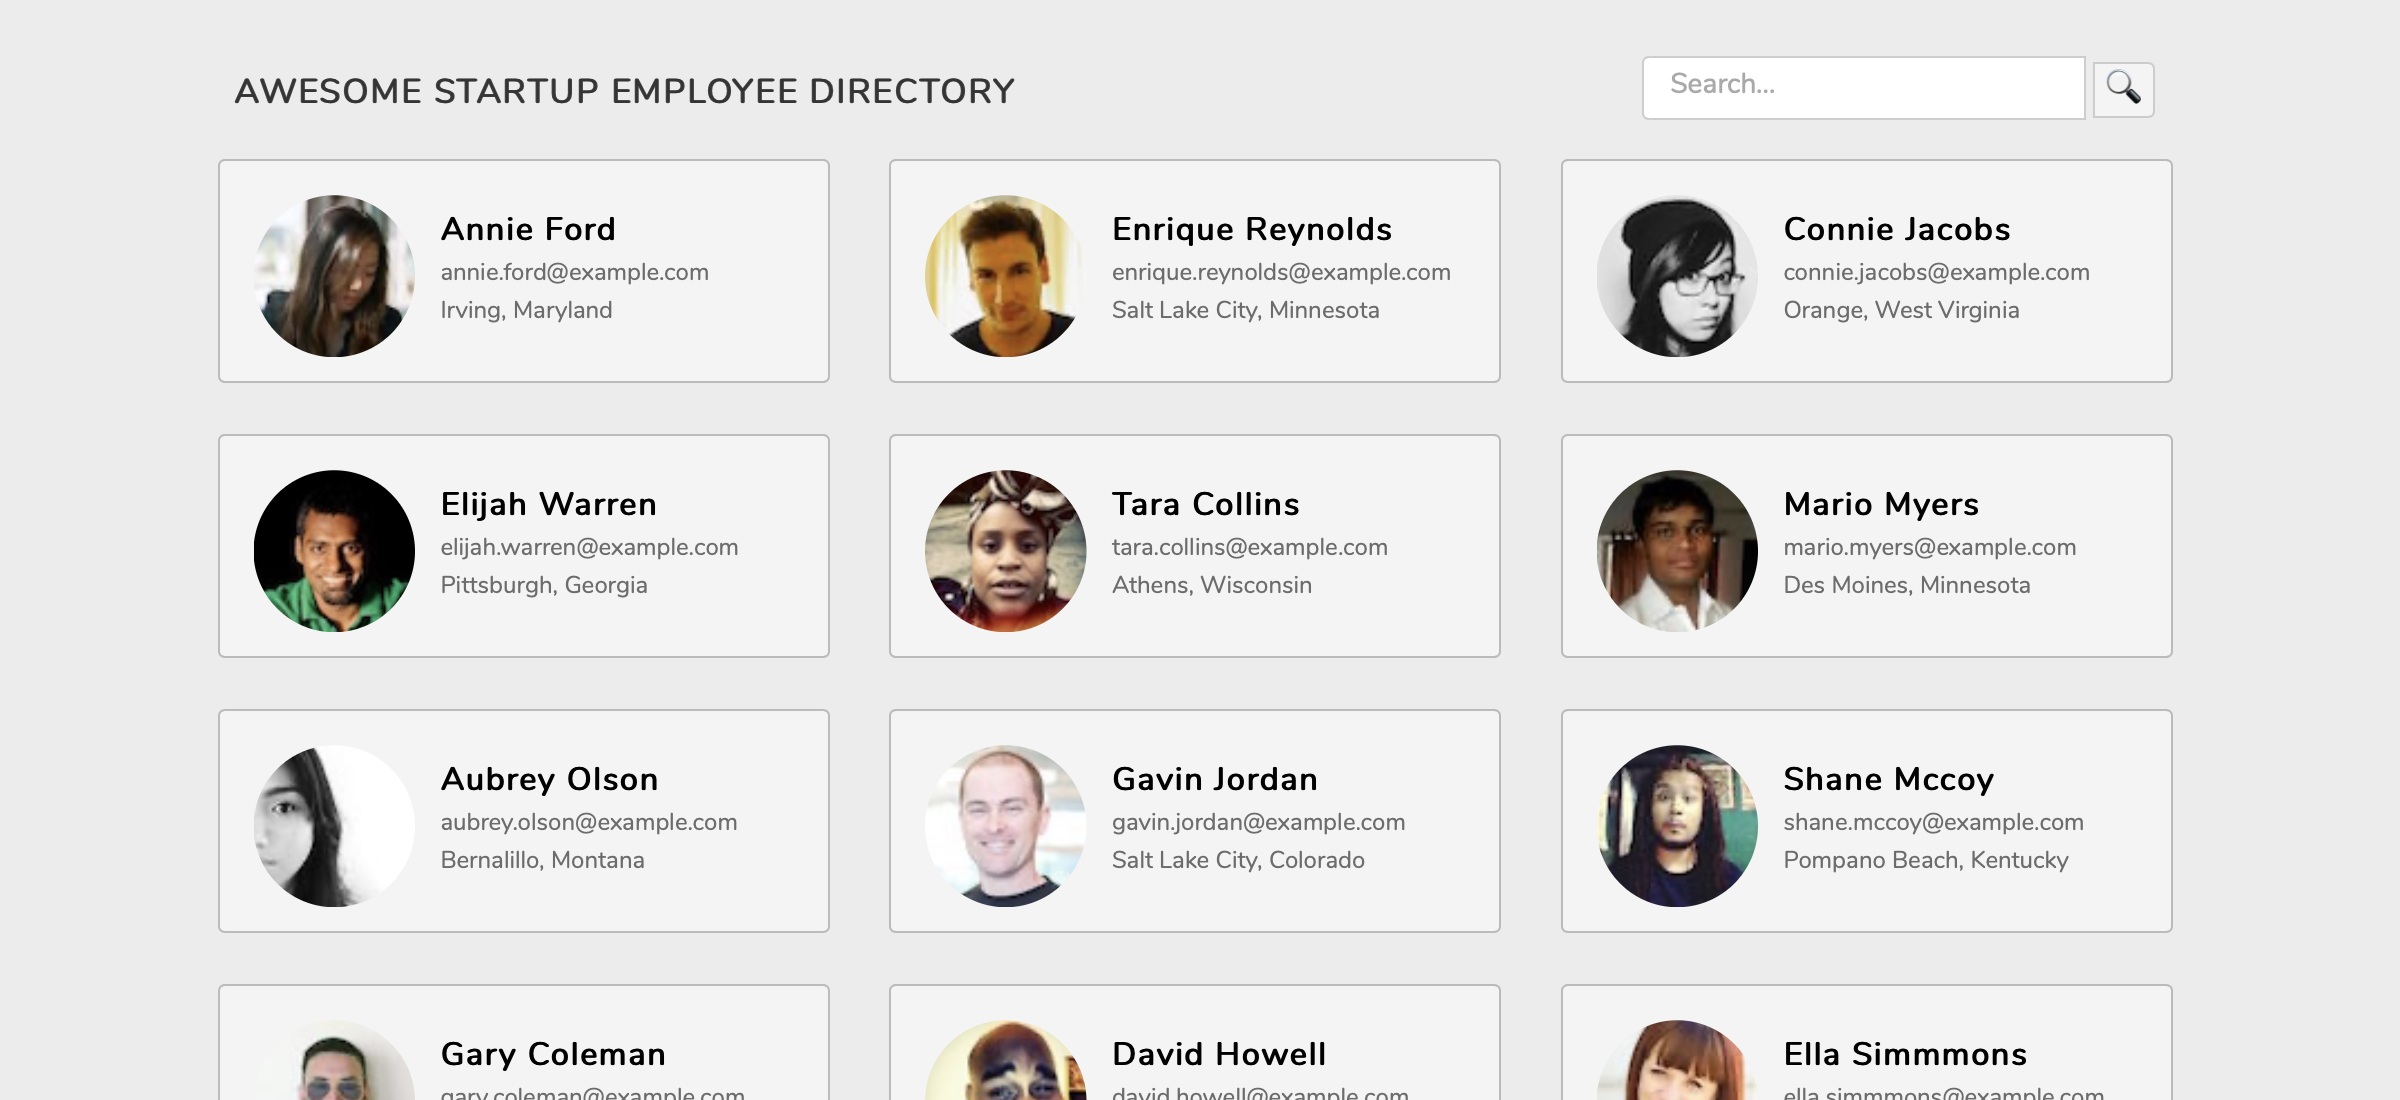 AWESOME STARTUP EMPLOYEE DIRECTORY
Search...
Annie Ford
annie.ford@example.com
Irving, Maryland
Enrique Reynolds
enrique.reynolds@example.com
Salt Lake City, Minnesota
Connie Jacobs
connie.jacobs@example.com
Orange, West Virginia
Elijah Warren
elijah.warren@example.com
Pittsburgh, Georgia
Tara Collins
tara.collins@example.com
Athens, Wisconsin
Mario Myers
mario.myers@example.com
Des Moines, Minnesota
Aubrey Olson
aubrey.olson@example.com
Bernalillo, Montana
Gavin Jordan
gavin.jordan@example.com
Salt Lake City, Colorado
Shane Mccoy
shane.mccoy@example.com
Pompano Beach, Kentucky
Gary Coleman
gary.coleman@example.com
David Howell
david.howell@example.com
Ella Simmmons
ella.simmmons@example.com